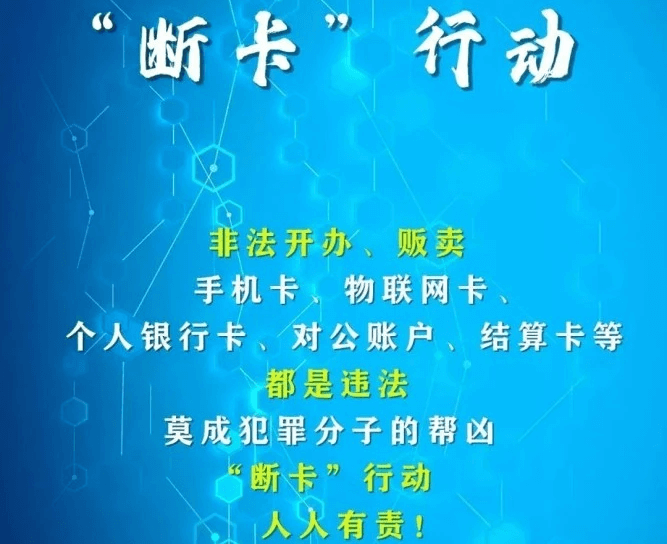 “断卡”行动
非法开办、贩卖
手机卡、物联网卡、
个人银行卡、对公账户、结算卡等
都是违法
莫成犯罪分子的帮凶
“断卡”行动
人人有责！